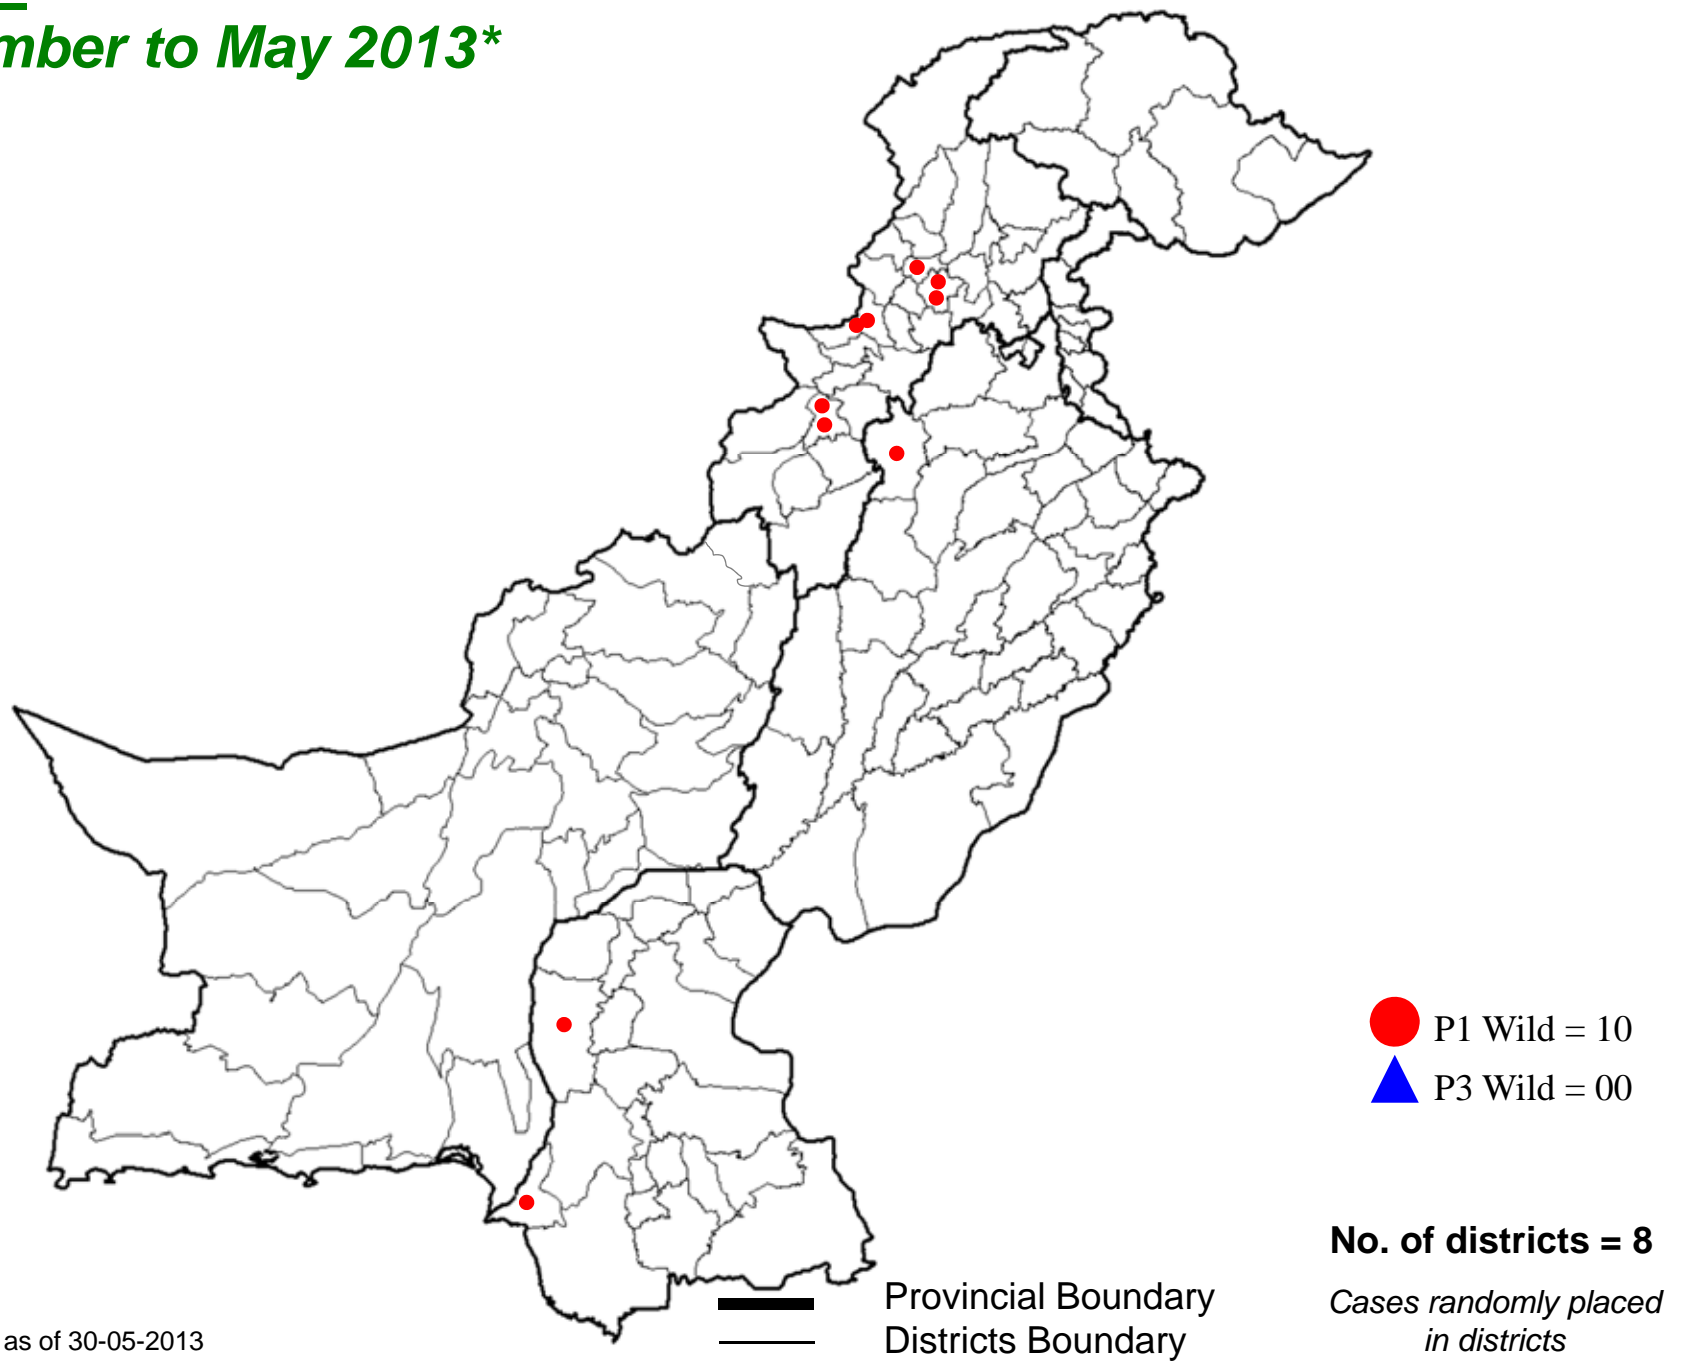 to May 2013*
P1 Wild = 10
P3 Wild = 00
No. of districts = 8
Cases randomly placed
in districts
Provincial Boundary
Districts Boundary
as of 30-05-2013